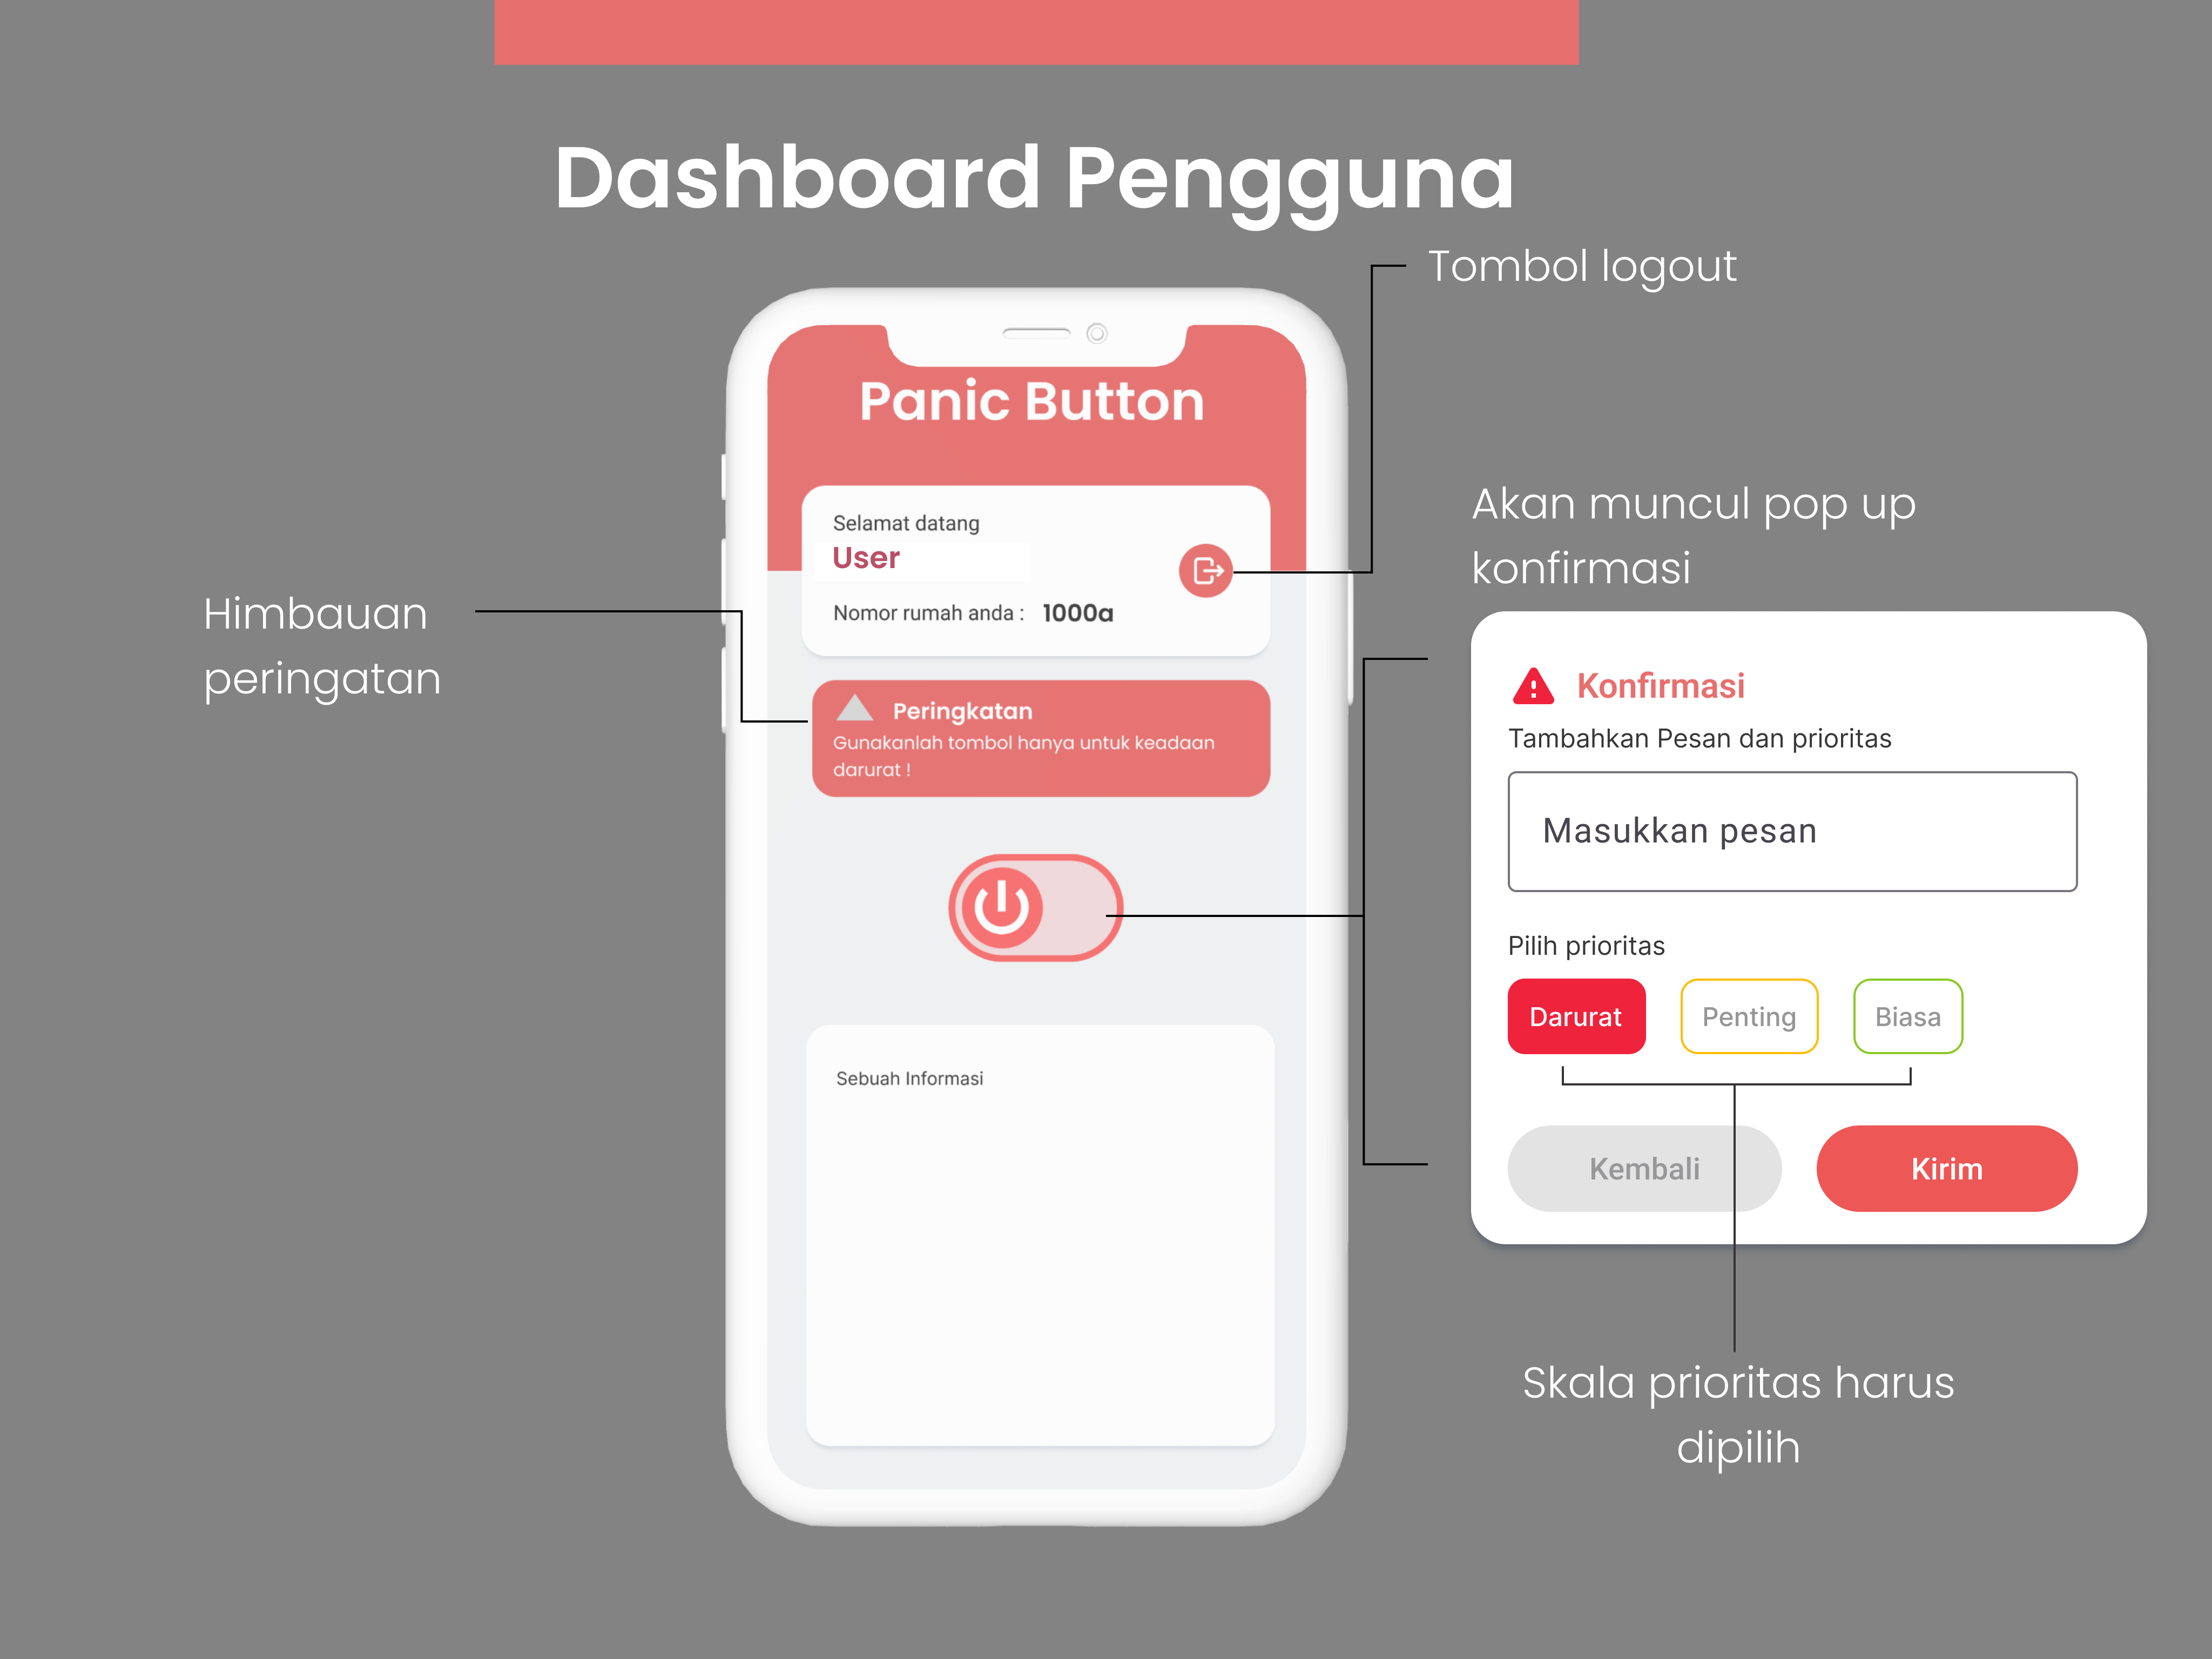 Dashboard Pengguna
Tombol logout
Panic Button
Selamat datang
User
Nomor rumah anda : 1000a
Himbauan
peringatan
Peringkatan
Gunakanlah tombol hanya untuk keadaan
darurat !
Sebuah Informasi
Akan muncul pop up
konfirmasi
Konfirmasi
Tambahkan Pesan dan prioritas
Masukkan pesan
Pilih prioritas
Darurat Penting Biasa
Kembali Kirim
Skala prioritas harus
dipilih